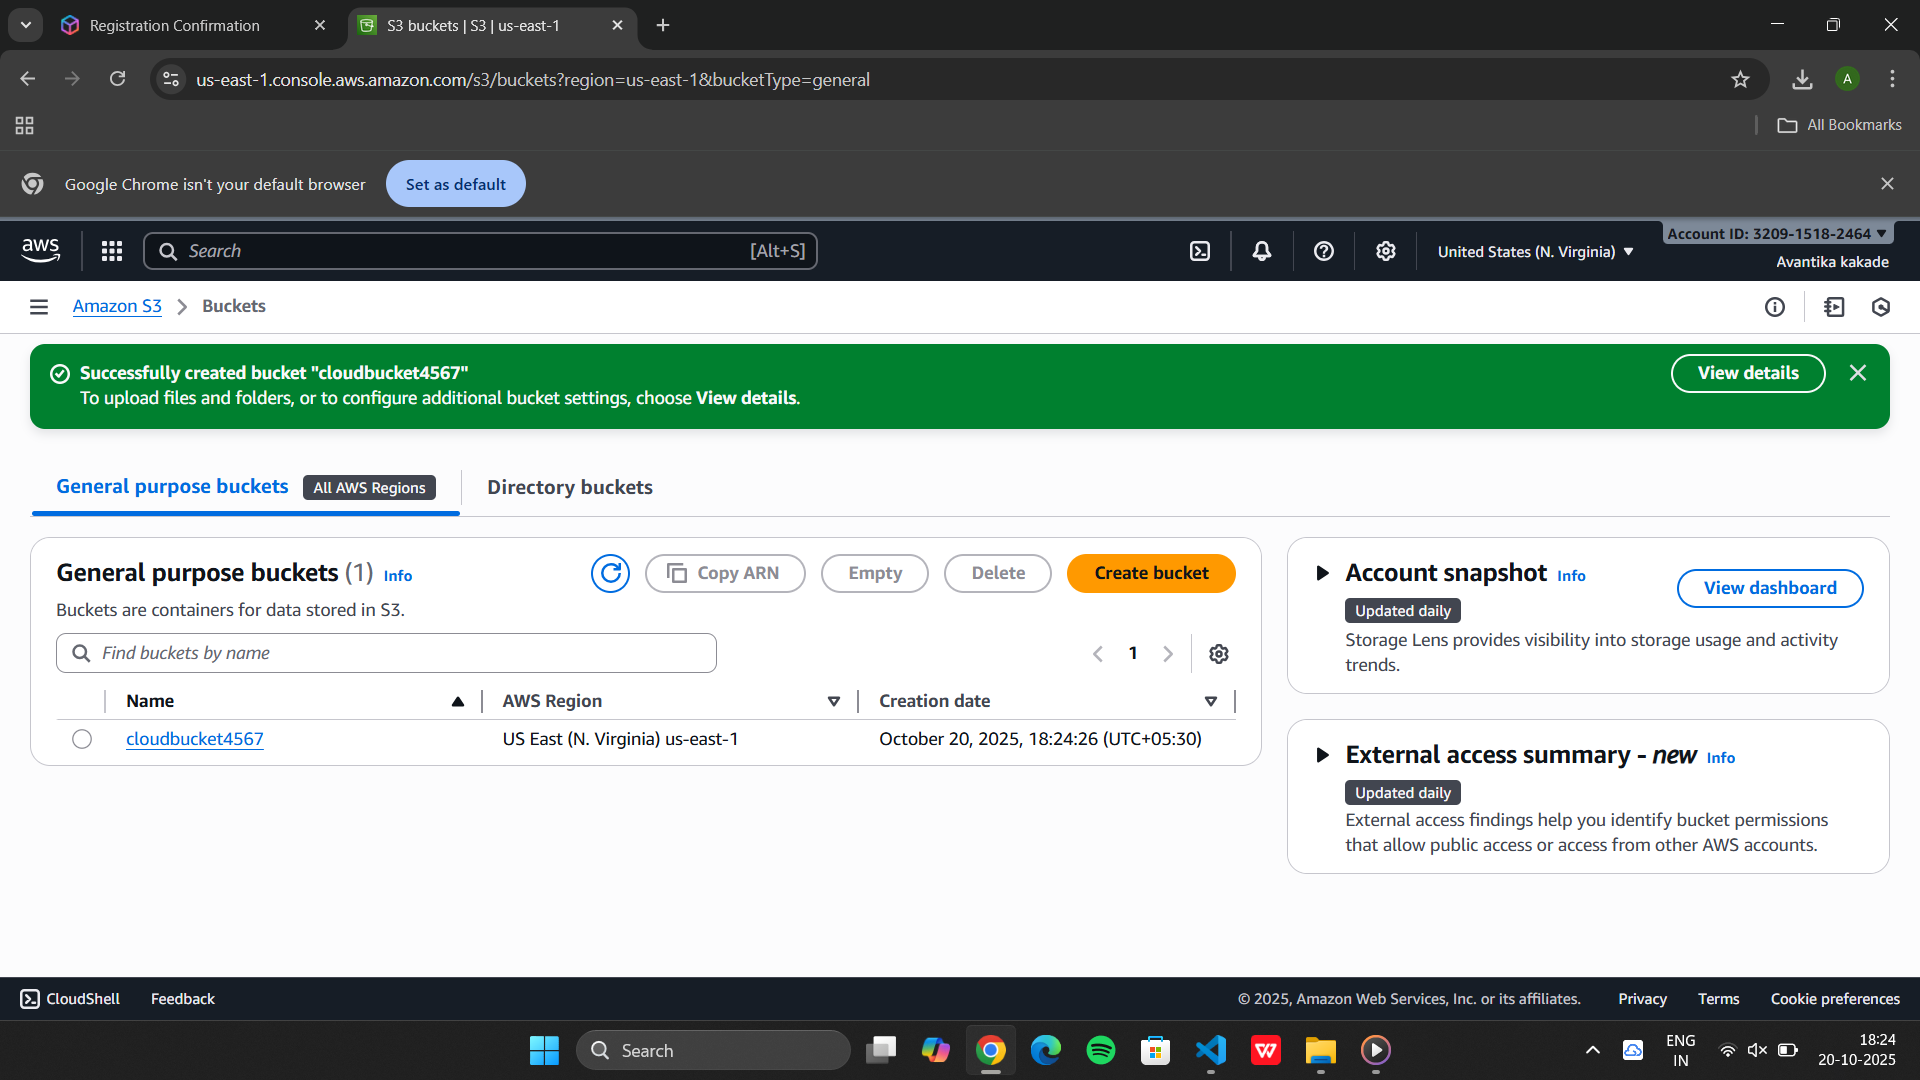 Registration Confirmation
S3 buckets | S3 | us-east-1
us-east-1.console.aws.amazon.com/s3/buckets?region=us-east-1&bucketType=general
A
All Bookmarks
Google Chrome isn't your default browser
Set as default
aws
Search
[Alt+S]
United States (N. Virginia)
Account ID: 3209-1518-2464
Avantika kakade
Amazon S3
Buckets
Successfully created bucket "cloudbucket4567"
To upload files and folders, or to configure additional bucket settings, choose View details.
View details
General purpose buckets
All AWS Regions
Directory buckets
General purpose buckets (1) Info
Copy ARN
Empty
Delete
Create bucket
Buckets are containers for data stored in S3.
Find buckets by name
1
Name
AWS Region
Creation date
cloudbucket4567
US East (N. Virginia) us-east-1
October 20, 2025, 18:24:26 (UTC+05:30)
Account snapshot Info
Updated daily
View dashboard
Storage Lens provides visibility into storage usage and activity
trends.
External access summary - new Info
Updated daily
External access findings help you identify bucket permissions
that allow public access or access from other AWS accounts.
CloudShell
Feedback
© 2025, Amazon Web Services, Inc. or its affiliates.
Privacy
Terms
Cookie preferences
Search
ENG
IN
18:24
20-10-2025